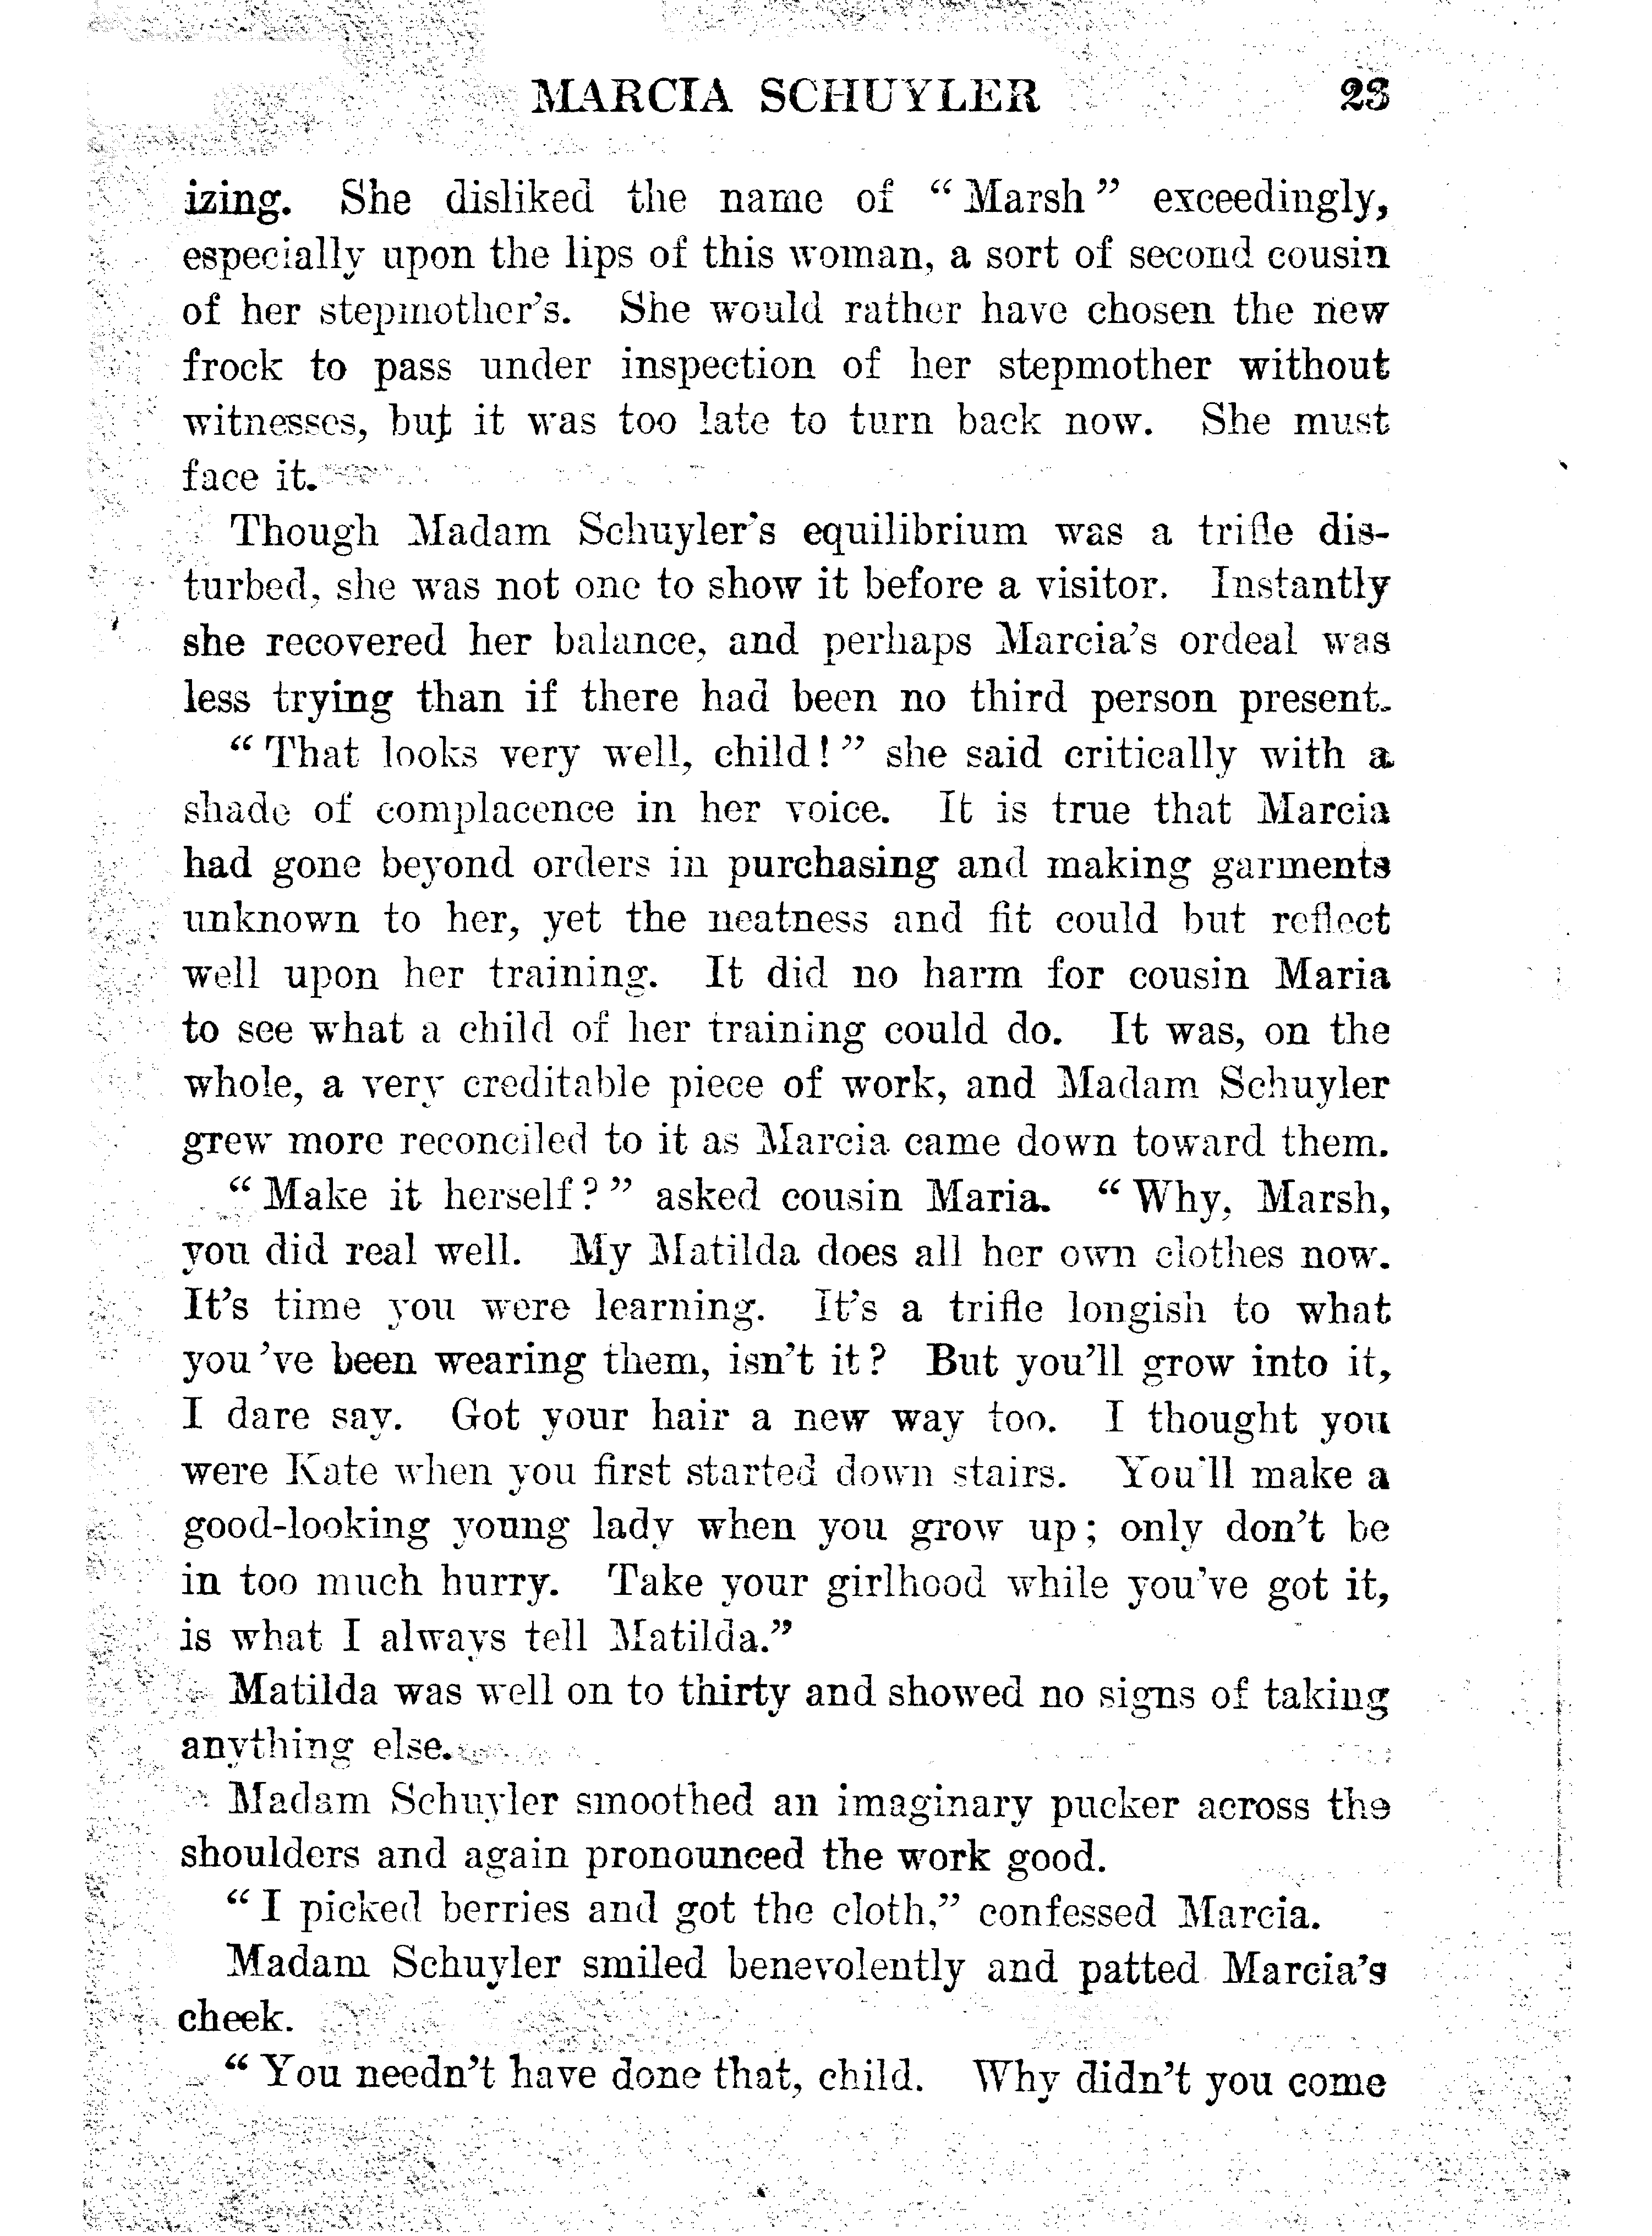 MARCIA SCHUYLER 23
izing. She disliked the name of “Marsh” exceedingly,
especially upon the lips of this woman, a sort of second cousin
of her stepmother’s. She would rather have chosen the new
frock to pass under inspection of her stepmother without
witnesses, but it was too late to turn back now. She must
face it.
Though Madam Schuyler’s equilibrium was a trifle dis-
turbed, she was not one to show it before a visitor. Instantly
she recovered her balance, and perhaps Marcia’s ordeal was
less trying than if there had been no third person present.
“That looks very well, child!” she said critically with a
shade of complacence in her voice. It is true that Marcia
had gone beyond orders in purchasing and making garments
unknown to her, yet the neatness and fit could but reflect
well upon her training. It did no harm for cousin Maria
to see what a child of her training could do. It was, on the
whole, a very creditable piece of work, and Madam Schuyler
grew more reconciled to it as Marcia came down toward them.
“Make it herself?” asked cousin Maria. “Why, Marsh,
you did real well. My Matilda does all her own clothes now.
It’s time you were learning. It’s a trifle longish to what
you’ve been wearing them, isn’t it? But you’ll grow into it,
I dare say. Got your hair a new way too. I thought you
were Kate when you first started down stairs. You’ll make a
good-looking young lady when you grow up; only don’t be
in too much hurry. Take your girlhood while you’ve got it,
is what I always tell Matilda.”
Matilda was well on to thirty and showed no signs of taking
anything else.
Madam Schuyler smoothed an imaginary pucker across the
shoulders and again pronounced the work good.
“I picked berries and got the cloth,” confessed Marcia.
Madam Schuyler smiled benevolently and patted Marcia’s
cheek.
“You needn’t have done that, child. Why didn’t you come